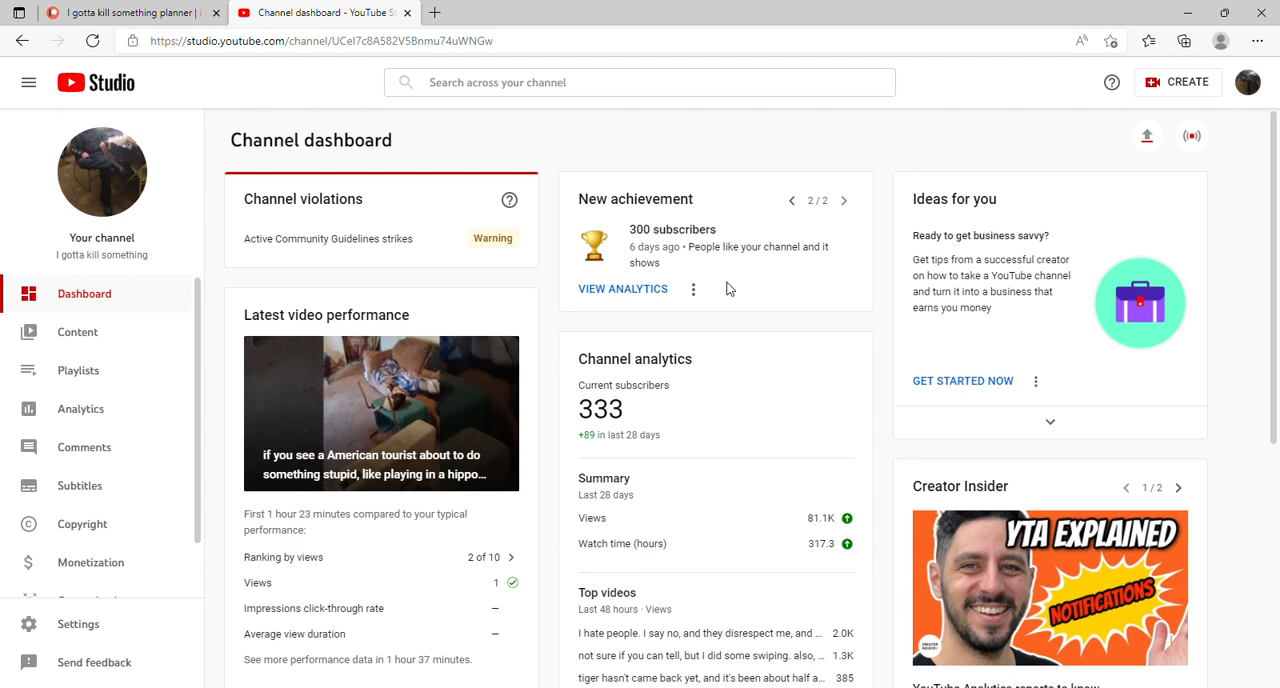 I gotta kill something planner |
Channel dashboard - YouTube S
https://studio.youtube.com/channel/UCeI7c8A582V5Bnmu74uWNGw
Studio
Search across your channel
CREATE
Your channel
I gotta kill something
Dashboard
Content
Playlists
Analytics
Comments
Subtitles
Copyright
Monetization
Settings
Send feedback
Channel dashboard
Channel violations
Active Community Guidelines strikes
Warning
Latest video performance
if you see a American tourist about to do
something stupid, like playing in a hippo...
First 1 hour 23 minutes compared to your typical
performance:
Ranking by views 2 of 10
Views 1
Impressions click-through rate –
Average view duration –
See more performance data in 1 hour 37 minutes.
New achievement
2 / 2
300 subscribers
6 days ago • People like your channel and it
shows
VIEW ANALYTICS
Channel analytics
Current subscribers
333
+89 in last 28 days
Summary
Last 28 days
Views 81.1K
Watch time (hours) 317.3
Top videos
Last 48 hours · Views
I hate people. I say no, and they disrespect me, and ... 2.0K
not sure if you can tell, but I did some swiping. also, ... 1.3K
tiger hasn't came back yet, and it's been about half a... 385
Ideas for you
Ready to get business savvy?
Get tips from a successful creator
on how to take a YouTube channel
and turn it into a business that
earns you money
GET STARTED NOW
Creator Insider
1 / 2
YTA EXPLAINED
NOTIFICATIONS
YouTube Analytics reports to know